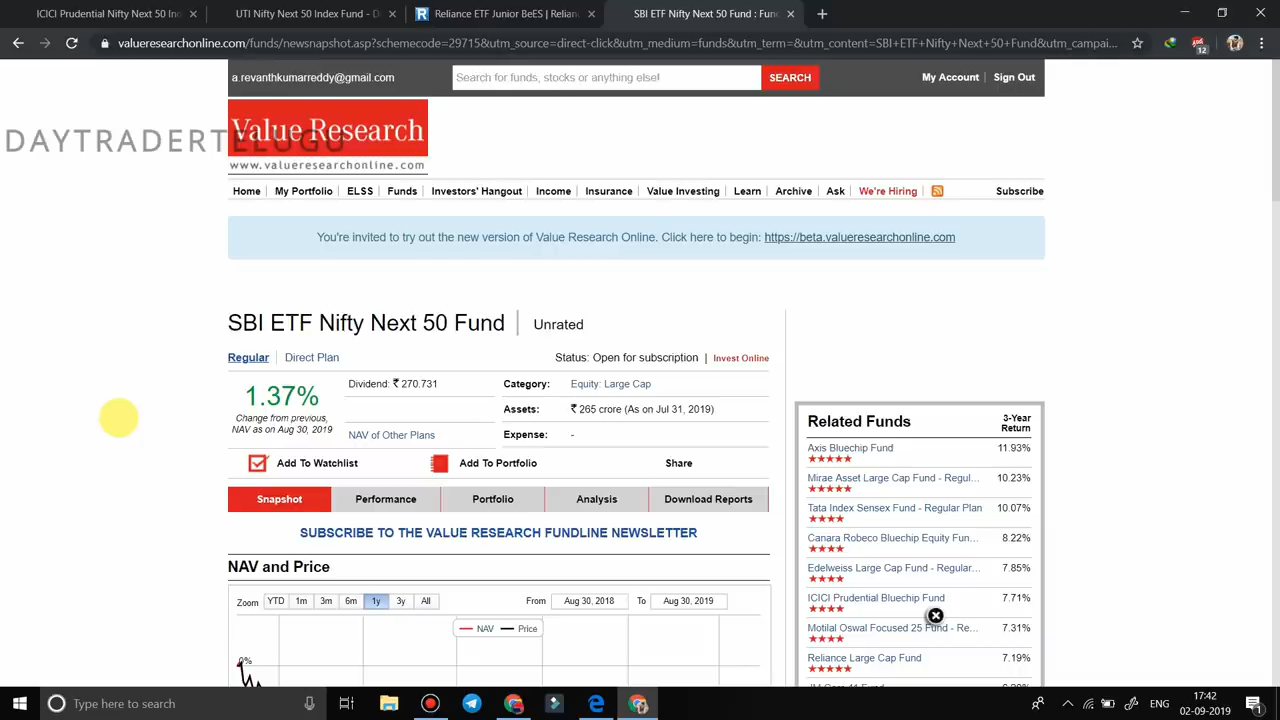 ICICI Prudential Nifty Next 50 Ind
UTI Nifty Next 50 Index Fund - D
Reliance ETF Junior BeES | Relian
SBI ETF Nifty Next 50 Fund : Fun
valueresearchonline.com/funds/newsnapshot.asp?schemecode=29715&utm_source=direct-click&utm_medium=funds&utm_term=&utm_content=SBI+ETF+Nifty+Next+50+Fund&utm_campai...
12
a.revanthkumarreddy@gmail.com
Search for funds, stocks or anything else!
SEARCH
My Account | Sign Out
DAYTRADERTELUGU
Value Research
www.valueresearchonline.com
Home | My Portfolio | ELSS | Funds | Investors' Hangout | Income | Insurance | Value Investing | Learn | Archive | Ask | We're Hiring | Subscribe
You're invited to try out the new version of Value Research Online. Click here to begin: https://beta.valueresearchonline.com
SBI ETF Nifty Next 50 Fund | Unrated
Regular | Direct Plan
Status: Open for subscription | Invest Online
1.37%
Change from previous,
NAV as on Aug 30, 2019
Dividend: ₹ 270.731
NAV of Other Plans
Category: Equity: Large Cap
Assets: ₹ 265 crore (As on Jul 31, 2019)
Expense: -
Add To Watchlist
Add To Portfolio
Share
Snapshot Performance Portfolio Analysis Download Reports
SUBSCRIBE TO THE VALUE RESEARCH FUNDLINE NEWSLETTER
NAV and Price
Zoom YTD 1m 3m 6m 1y 3y All From Aug 30, 2018 To Aug 30, 2019
NAV Price
0%
Related Funds 3-Year
Return
Axis Bluechip Fund 11.93%
Mirae Asset Large Cap Fund - Regul... 10.23%
Tata Index Sensex Fund - Regular Plan 10.07%
Canara Robeco Bluechip Equity Fun... 8.22%
Edelweiss Large Cap Fund - Regular... 7.85%
ICICI Prudential Bluechip Fund 7.71%
Motilal Oswal Focused 25 Fund - Re... 7.31%
Reliance Large Cap Fund 7.19%
Type here to search
ENG
17:42
02-09-2019
1